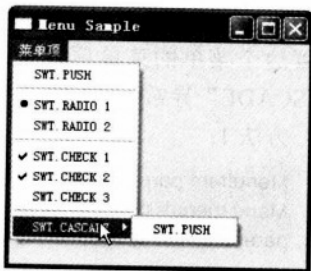 Menu Sample
菜单项
SWT.PUSH
SWT.RADIO 1
SWT.RADIO 2
SWT.CHECK 1
SWT.CHECK 2
SWT.CHECK 3
SWT.CASCADE SWT.PUSH